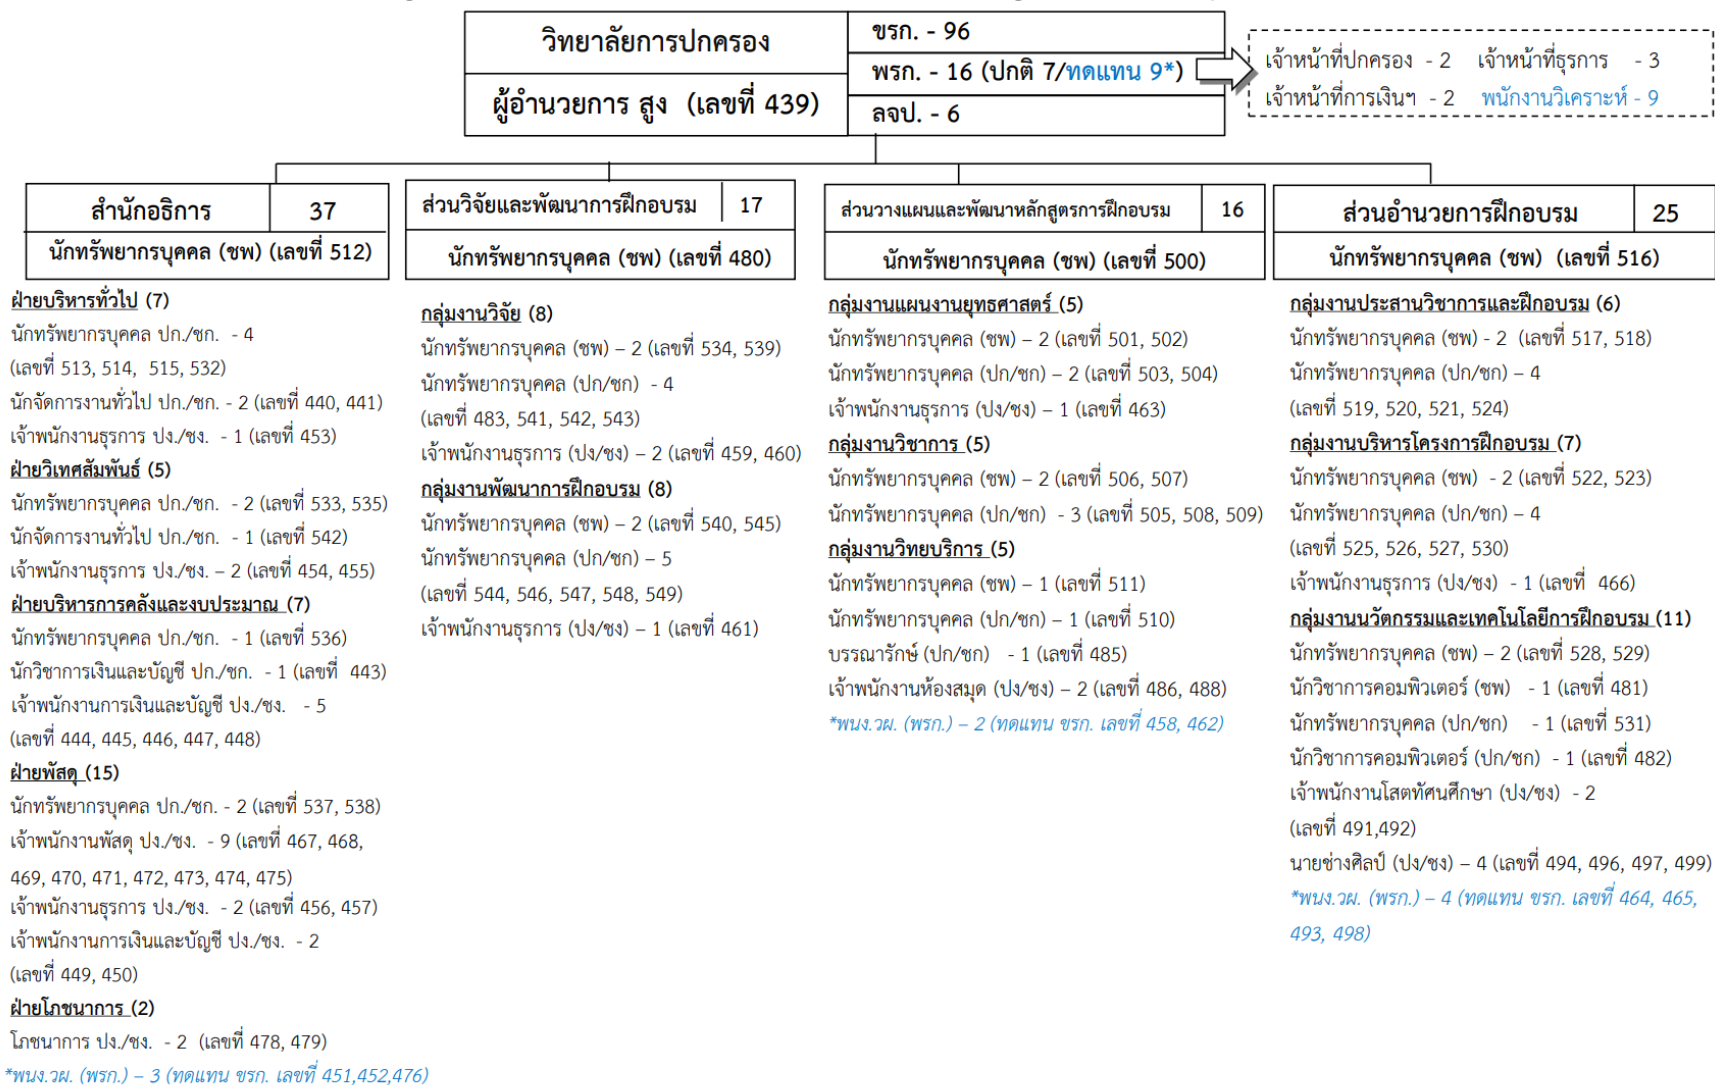 วิทยาลัยการปกครอง
ผู้อำนวยการ สูง (เลขที่ 439)
ขรก. - 96
พรก. - 16 (ปกติ 7/ทดแทน 9*)
ลจป. - 6
เจ้าหน้าที่ปกครอง - 2 เจ้าหน้าที่ธุรการ - 3
เจ้าหน้าที่การเงินฯ - 2 พนักงานวิเคราะห์ - 9
สำนักอธิการ 37
นักทรัพยากรบุคคล (ชพ) (เลขที่ 512)
ฝ่ายบริหารทั่วไป (7)
นักทรัพยากรบุคคล ปก./ชก. - 4
(เลขที่ 513, 514, 515, 532)
นักจัดการงานทั่วไป ปก./ชก. - 2 (เลขที่ 440, 441)
เจ้าพนักงานธุรการ ปง./ชง. - 1 (เลขที่ 453)
ฝ่ายวิเทศสัมพันธ์ (5)
นักทรัพยากรบุคคล ปก./ชก. - 2 (เลขที่ 533, 535)
นักจัดการงานทั่วไป ปก./ชก. - 1 (เลขที่ 542)
เจ้าพนักงานธุรการ ปง./ชง. – 2 (เลขที่ 454, 455)
ฝ่ายบริหารการคลังและงบประมาณ (7)
นักทรัพยากรบุคคล ปก./ชก. - 1 (เลขที่ 536)
นักวิชาการเงินและบัญชี ปก./ชก. - 1 (เลขที่ 443)
เจ้าพนักงานการเงินและบัญชี ปง./ชง. - 5
(เลขที่ 444, 445, 446, 447, 448)
ฝ่ายพัสดุ (15)
นักทรัพยากรบุคคล ปก./ชก. - 2 (เลขที่ 537, 538)
เจ้าพนักงานพัสดุ ปง./ชง. - 9 (เลขที่ 467, 468,
469, 470, 471, 472, 473, 474, 475)
เจ้าพนักงานธุรการ ปง./ชง. - 2 (เลขที่ 456, 457)
เจ้าพนักงานการเงินและบัญชี ปง./ชง. - 2
(เลขที่ 449, 450)
ฝ่ายโภชนาการ (2)
โภชนาการ ปง./ชง. - 2 (เลขที่ 478, 479)
*พนง.วผ. (พรก.) – 3 (ทดแทน ขรก. เลขที่ 451,452,476)
ส่วนวิจัยและพัฒนาการฝึกอบรม 17
นักทรัพยากรบุคคล (ชพ) (เลขที่ 480)
กลุ่มงานวิจัย (8)
นักทรัพยากรบุคคล (ชพ) – 2 (เลขที่ 534, 539)
นักทรัพยากรบุคคล (ปก/ชก) - 4
(เลขที่ 483, 541, 542, 543)
เจ้าพนักงานธุรการ (ปง/ชง) – 2 (เลขที่ 459, 460)
กลุ่มงานพัฒนาการฝึกอบรม (8)
นักทรัพยากรบุคคล (ชพ) – 2 (เลขที่ 540, 545)
นักทรัพยากรบุคคล (ปก/ชก) – 5
(เลขที่ 544, 546, 547, 548, 549)
เจ้าพนักงานธุรการ (ปง/ชง) – 1 (เลขที่ 461)
ส่วนวางแผนและพัฒนาหลักสูตรการฝึกอบรม 16
นักทรัพยากรบุคคล (ชพ) (เลขที่ 500)
กลุ่มงานแผนงานยุทธศาสตร์ (5)
นักทรัพยากรบุคคล (ชพ) – 2 (เลขที่ 501, 502)
นักทรัพยากรบุคคล (ปก/ชก) – 2 (เลขที่ 503, 504)
เจ้าพนักงานธุรการ (ปง/ชง) – 1 (เลขที่ 463)
กลุ่มงานวิชาการ (5)
นักทรัพยากรบุคคล (ชพ) – 2 (เลขที่ 506, 507)
นักทรัพยากรบุคคล (ปก/ชก) - 3 (เลขที่ 505, 508, 509)
กลุ่มงานวิทยบริการ (5)
นักทรัพยากรบุคคล (ชพ) – 1 (เลขที่ 511)
นักทรัพยากรบุคคล (ปก/ชก) – 1 (เลขที่ 510)
บรรณารักษ์ (ปก/ชก) - 1 (เลขที่ 485)
เจ้าพนักงานห้องสมุด (ปง/ชง) – 2 (เลขที่ 486, 488)
*พนง.วผ. (พรก.) – 2 (ทดแทน ขรก. เลขที่ 458, 462)
ส่วนอำนวยการฝึกอบรม 25
นักทรัพยากรบุคคล (ชพ) (เลขที่ 516)
กลุ่มงานประสานวิชาการและฝึกอบรม (6)
นักทรัพยากรบุคคล (ชพ) - 2 (เลขที่ 517, 518)
นักทรัพยากรบุคคล (ปก/ชก) – 4
(เลขที่ 519, 520, 521, 524)
กลุ่มงานบริหารโครงการฝึกอบรม (7)
นักทรัพยากรบุคคล (ชพ) - 2 (เลขที่ 522, 523)
นักทรัพยากรบุคคล (ปก/ชก) – 4
(เลขที่ 525, 526, 527, 530)
เจ้าพนักงานธุรการ (ปง/ชง) - 1 (เลขที่ 466)
กลุ่มงานนวัตกรรมและเทคโนโลยีการฝึกอบรม (11)
นักทรัพยากรบุคคล (ชพ) – 2 (เลขที่ 528, 529)
นักวิชาการคอมพิวเตอร์ (ชพ) - 1 (เลขที่ 481)
นักทรัพยากรบุคคล (ปก/ชก) - 1 (เลขที่ 531)
นักวิชาการคอมพิวเตอร์ (ปก/ชก) - 1 (เลขที่ 482)
เจ้าพนักงานโสตทัศนศึกษา (ปง/ชง) - 2
(เลขที่ 491,492)
นายช่างศิลป์ (ปง/ชง) – 4 (เลขที่ 494, 496, 497, 499)
*พนง.วผ. (พรก.) – 4 (ทดแทน ขรก. เลขที่ 464, 465,
493, 498)